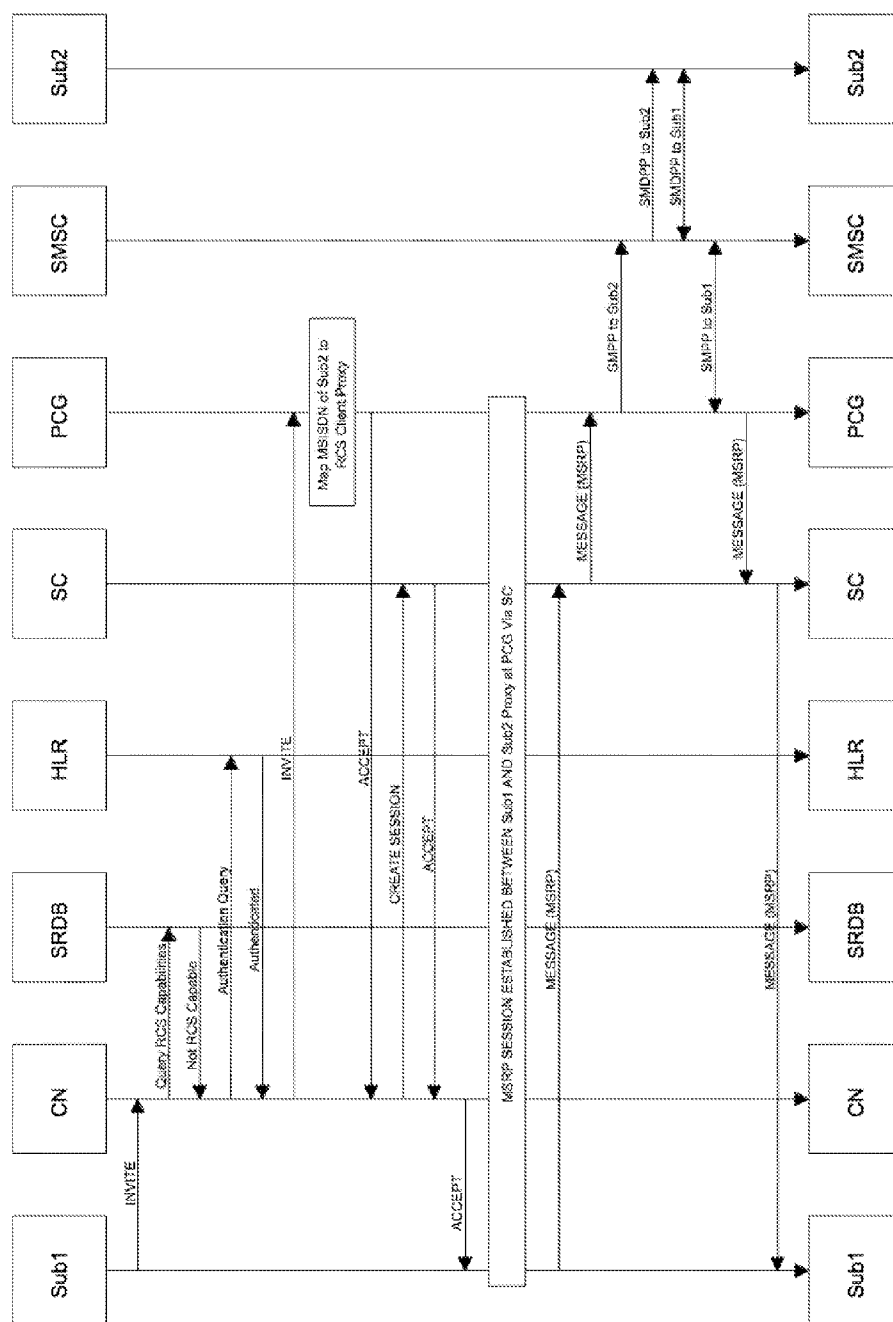 Sub1
CN
SRDB
HLR
SC
PCG
SMSC
Sub2
INVITE
Query RCS Capabilities
Not RCS Capable
Authentication Query
Authenticated
INVITE
Map MSISDN of Sub2 to
RCS Client Proxy
ACCEPT
CREATE SESSION
ACCEPT
ACCEPT
MSRP SESSION ESTABLISHED BETWEEN Sub1 AND Sub2 Proxy at PCG Via SC
MESSAGE (MSRP)
MESSAGE (MSRP)
SMPP to Sub2
SMDPP to Sub2
SMDPP to Sub1
SMPP to Sub1
MESSAGE (MSRP)
MESSAGE (MSRP)
Sub1
CN
SRDB
HLR
SC
PCG
SMSC
Sub2